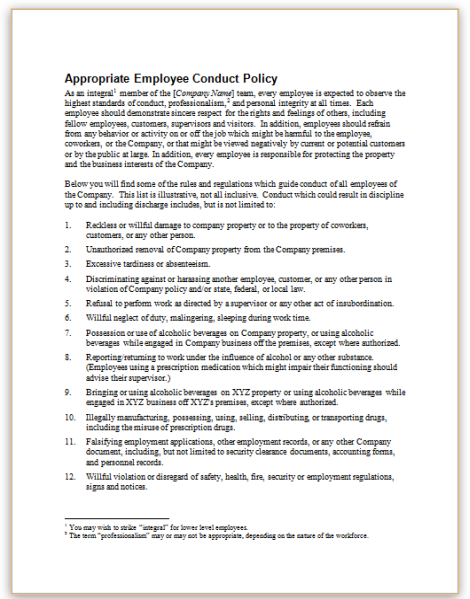 Appropriate Employee Conduct Policy
As an integral¹ member of the [Company Name] team, every employee is expected to observe the
highest standards of conduct, professionalism,² and personal integrity at all times. Each
employee should demonstrate sincere respect for the rights and feelings of others, including
fellow employees, customers, supervisors and visitors. In addition, employees should refrain
from any behavior or activity on or off the job which might be harmful to the employee,
coworkers, or the Company, or that might be viewed negatively by current or potential customers
or by the public at large. In addition, every employee is responsible for protecting the property
and the business interests of the Company.
Below you will find some of the rules and regulations which guide conduct of all employees of
the Company. This list is illustrative, not all inclusive. Conduct which could result in discipline
up to and including discharge includes, but is not limited to:
1. Reckless or willful damage to company property or to the property of coworkers,
customers, or any other person.
2. Unauthorized removal of Company property from the Company premises.
3. Excessive tardiness or absenteeism.
4. Discriminating against or harassing another employee, customer, or any other person in
violation of Company policy and/or state, federal, or local law.
5. Refusal to perform work as directed by a supervisor or any other act of insubordination.
6. Willful neglect of duty, malingering, sleeping during work time.
7. Possession or use of alcoholic beverages on Company property, or using alcoholic
beverages while engaged in Company business off the premises, except where authorized.
8. Reporting/returning to work under the influence of alcohol or any other substance.
(Employees using a prescription medication which might impair their functioning should
advise their supervisor.)
9. Bringing or using alcoholic beverages on XYZ property or using alcoholic beverages while
engaged in XYZ business off XYZ's premises, except where authorized.
10. Illegally manufacturing, possessing, using, selling, distributing, or transporting drugs,
including the misuse of prescription drugs.
11. Falsifying employment applications, other employment records, or any other Company
document, including, but not limited to security clearance documents, accounting forms,
and personnel records.
12. Willful violation or disregard of safety, health, fire, security or employment regulations,
signs and notices.
¹ You may wish to strike "integral" for lower level employees.
² The term "professionalism" may or may not be appropriate, depending on the nature of the workforce.